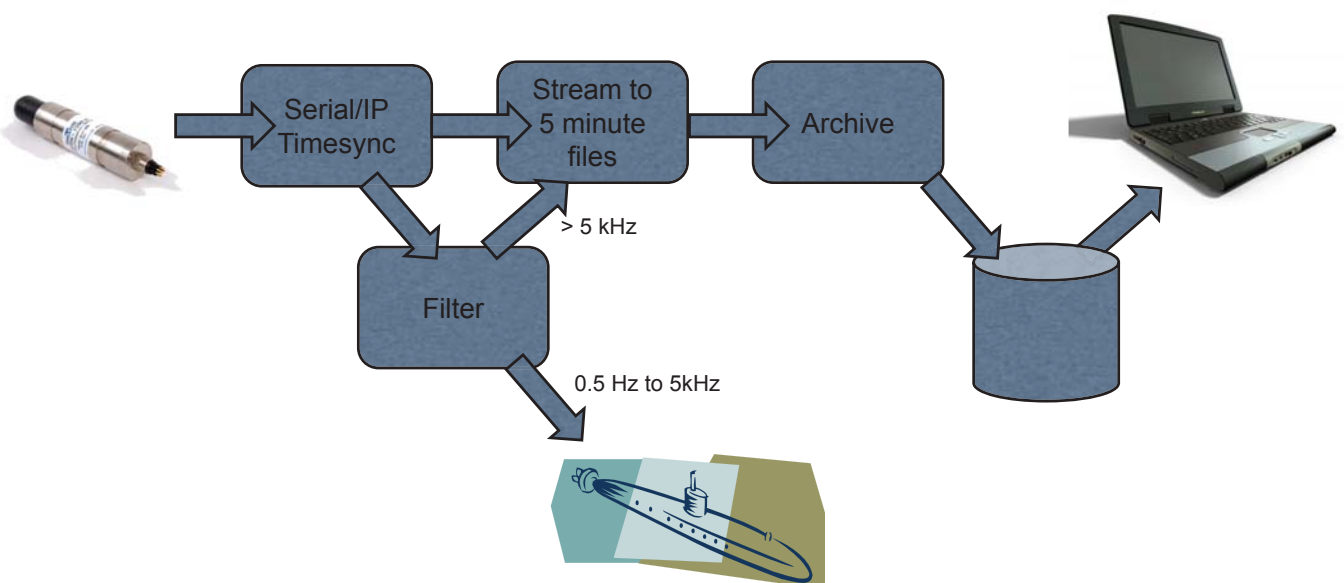 Serial/IP
Timesync
Stream to
5 minute
files
Archive
> 5 kHz
Filter
0.5 Hz to 5kHz